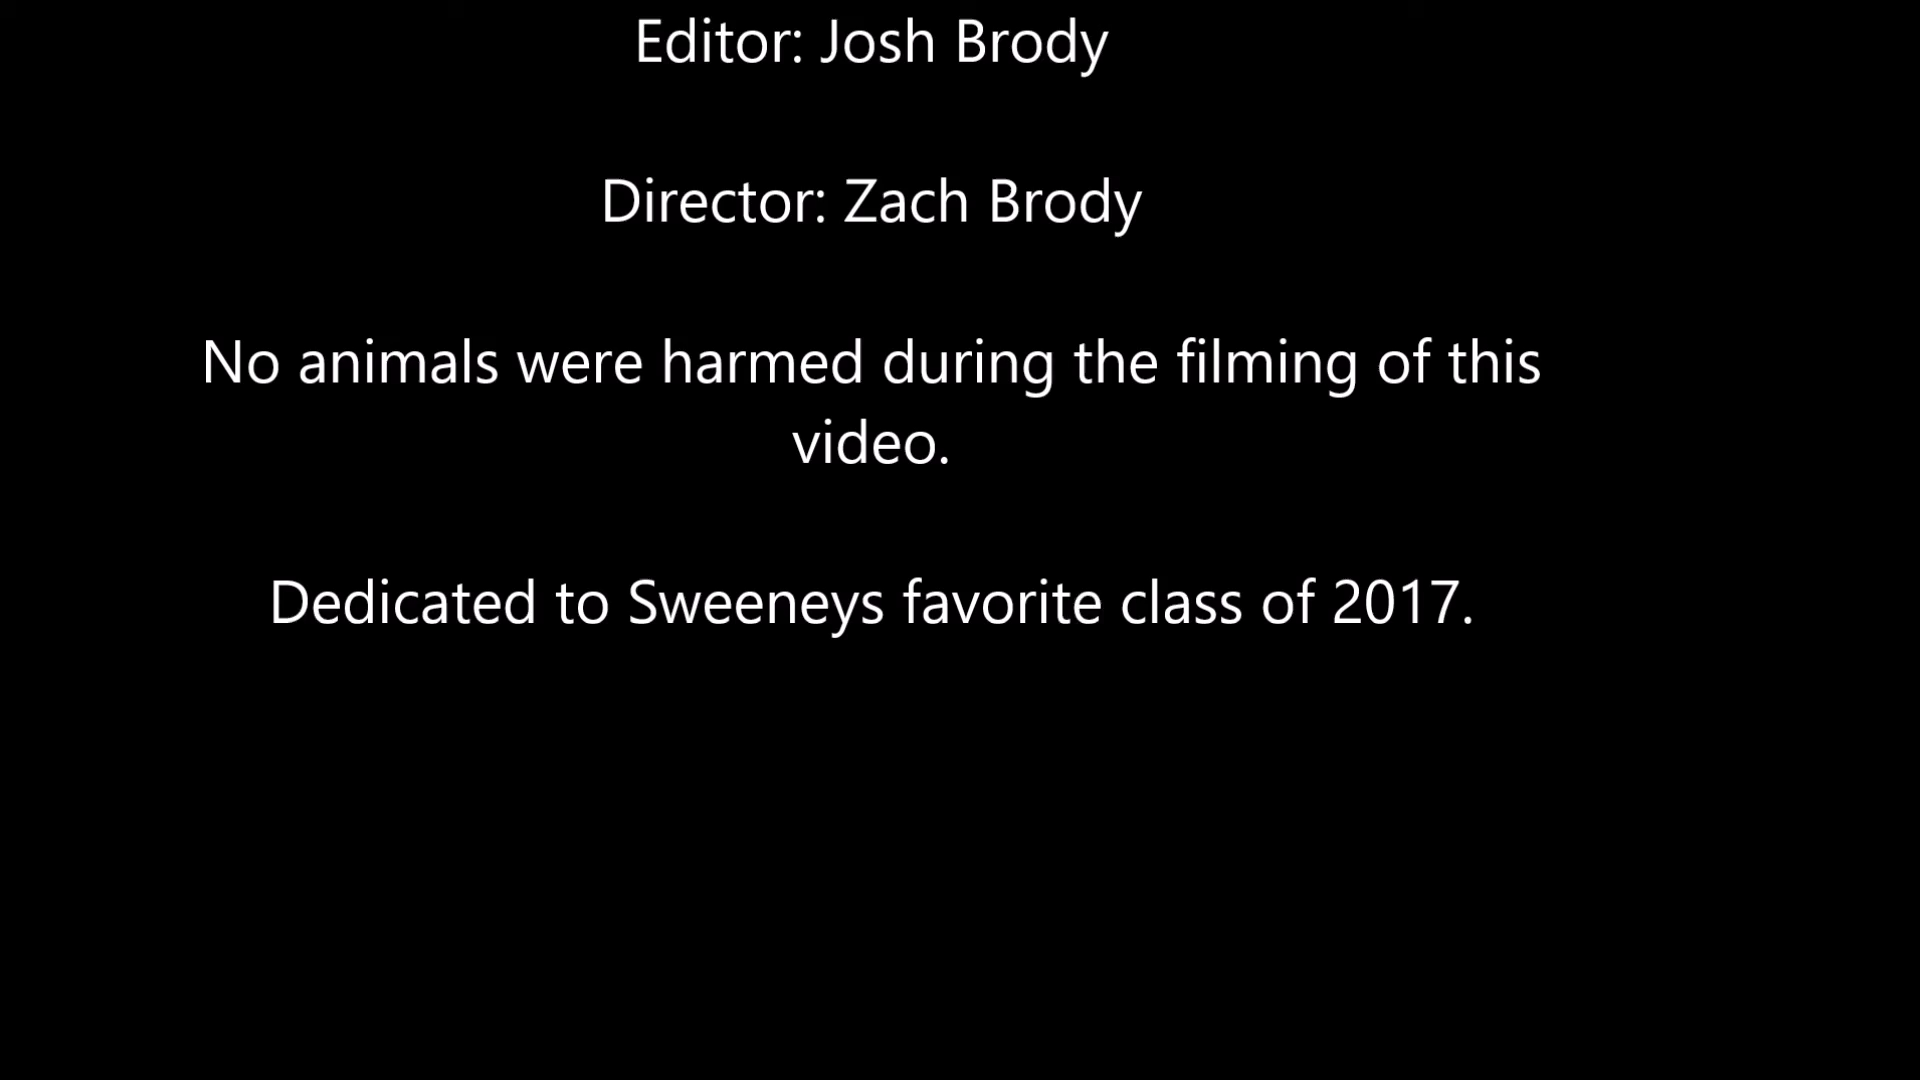 Editor: Josh Brody
Director: Zach Brody
No animals were harmed during the filming of this
video.
Dedicated to Sweeneys favorite class of 2017.